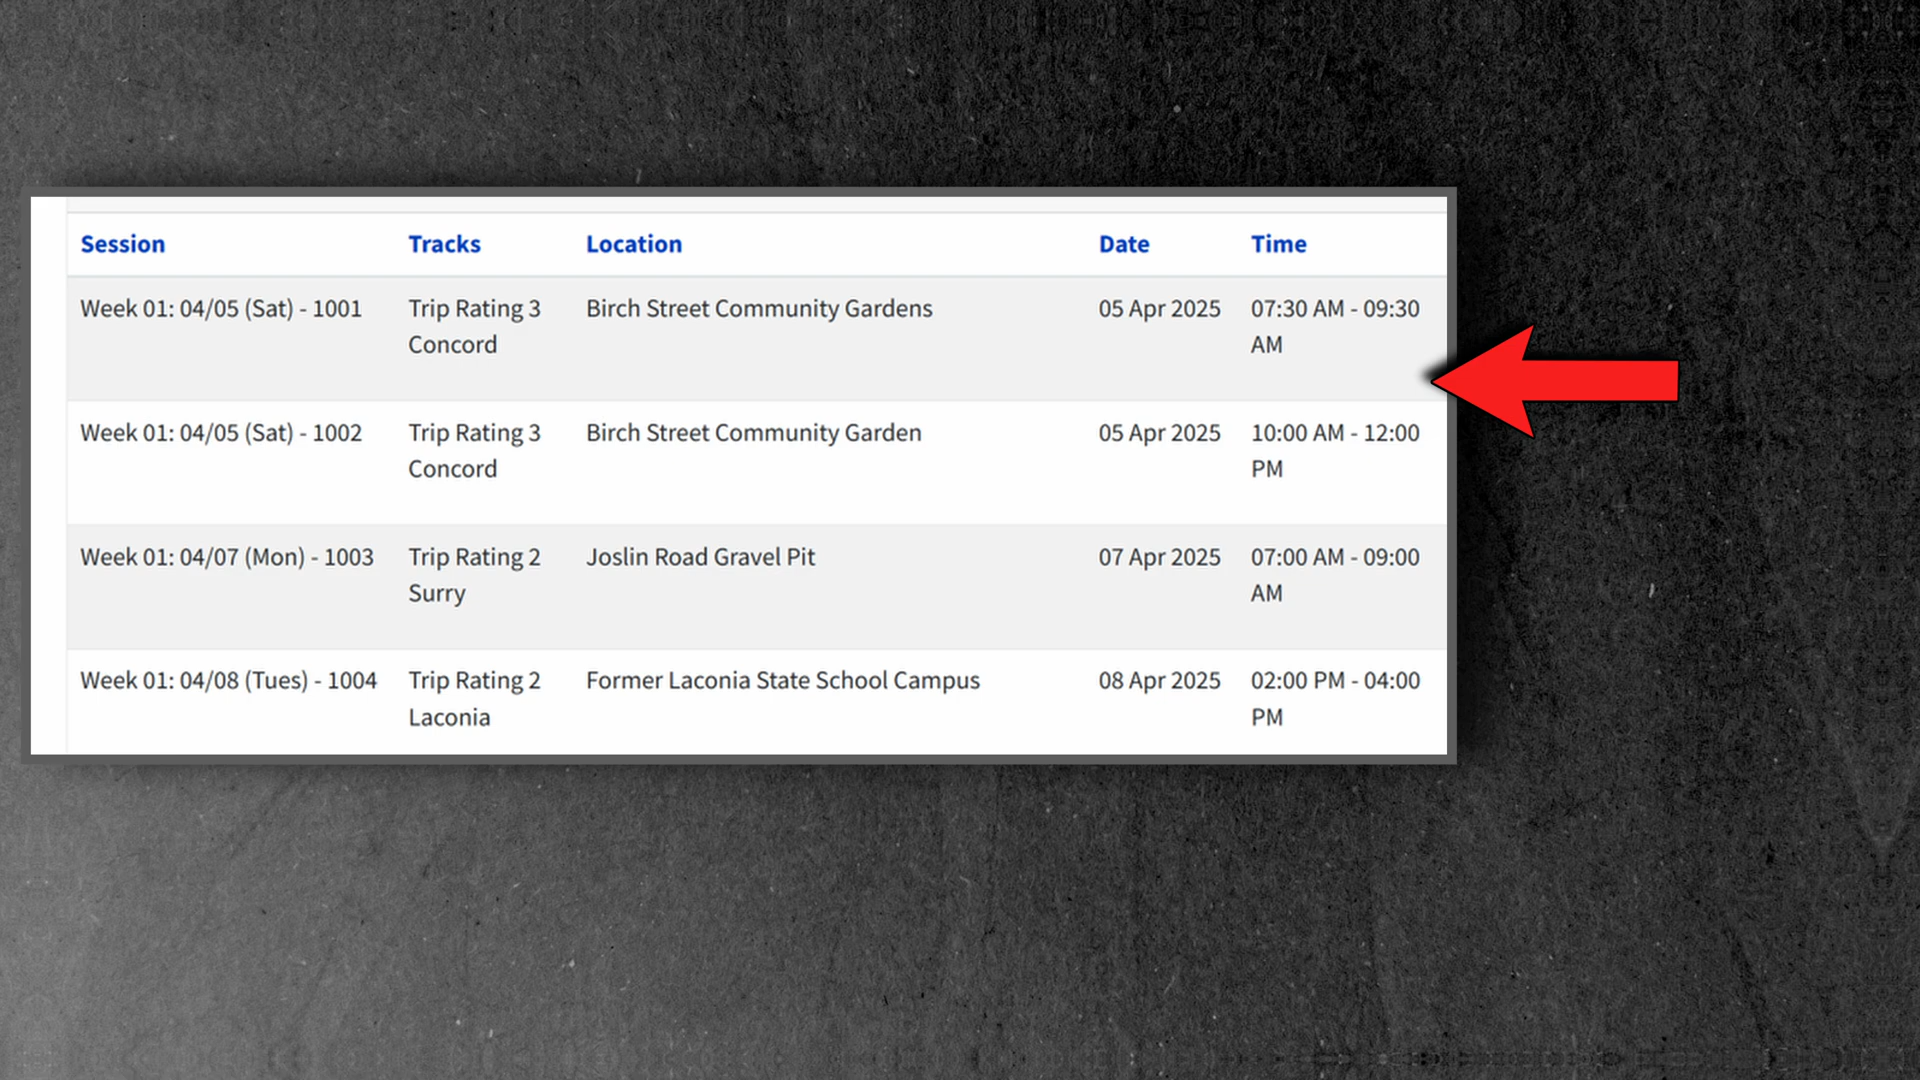 Session Tracks Location Date Time
Week 01: 04/05 (Sat) - 1001 Trip Rating 3 Birch Street Community Gardens 05 Apr 2025 07:30 AM - 09:30
Concord AM
Week 01: 04/05 (Sat) - 1002 Trip Rating 3 Birch Street Community Garden 05 Apr 2025 10:00 AM - 12:00
Concord PM
Week 01: 04/07 (Mon) - 1003 Trip Rating 2 Joslin Road Gravel Pit 07 Apr 2025 07:00 AM - 09:00
Surry AM
Week 01: 04/08 (Tues) - 1004 Trip Rating 2 Former Laconia State School Campus 08 Apr 2025 02:00 PM - 04:00
Laconia PM